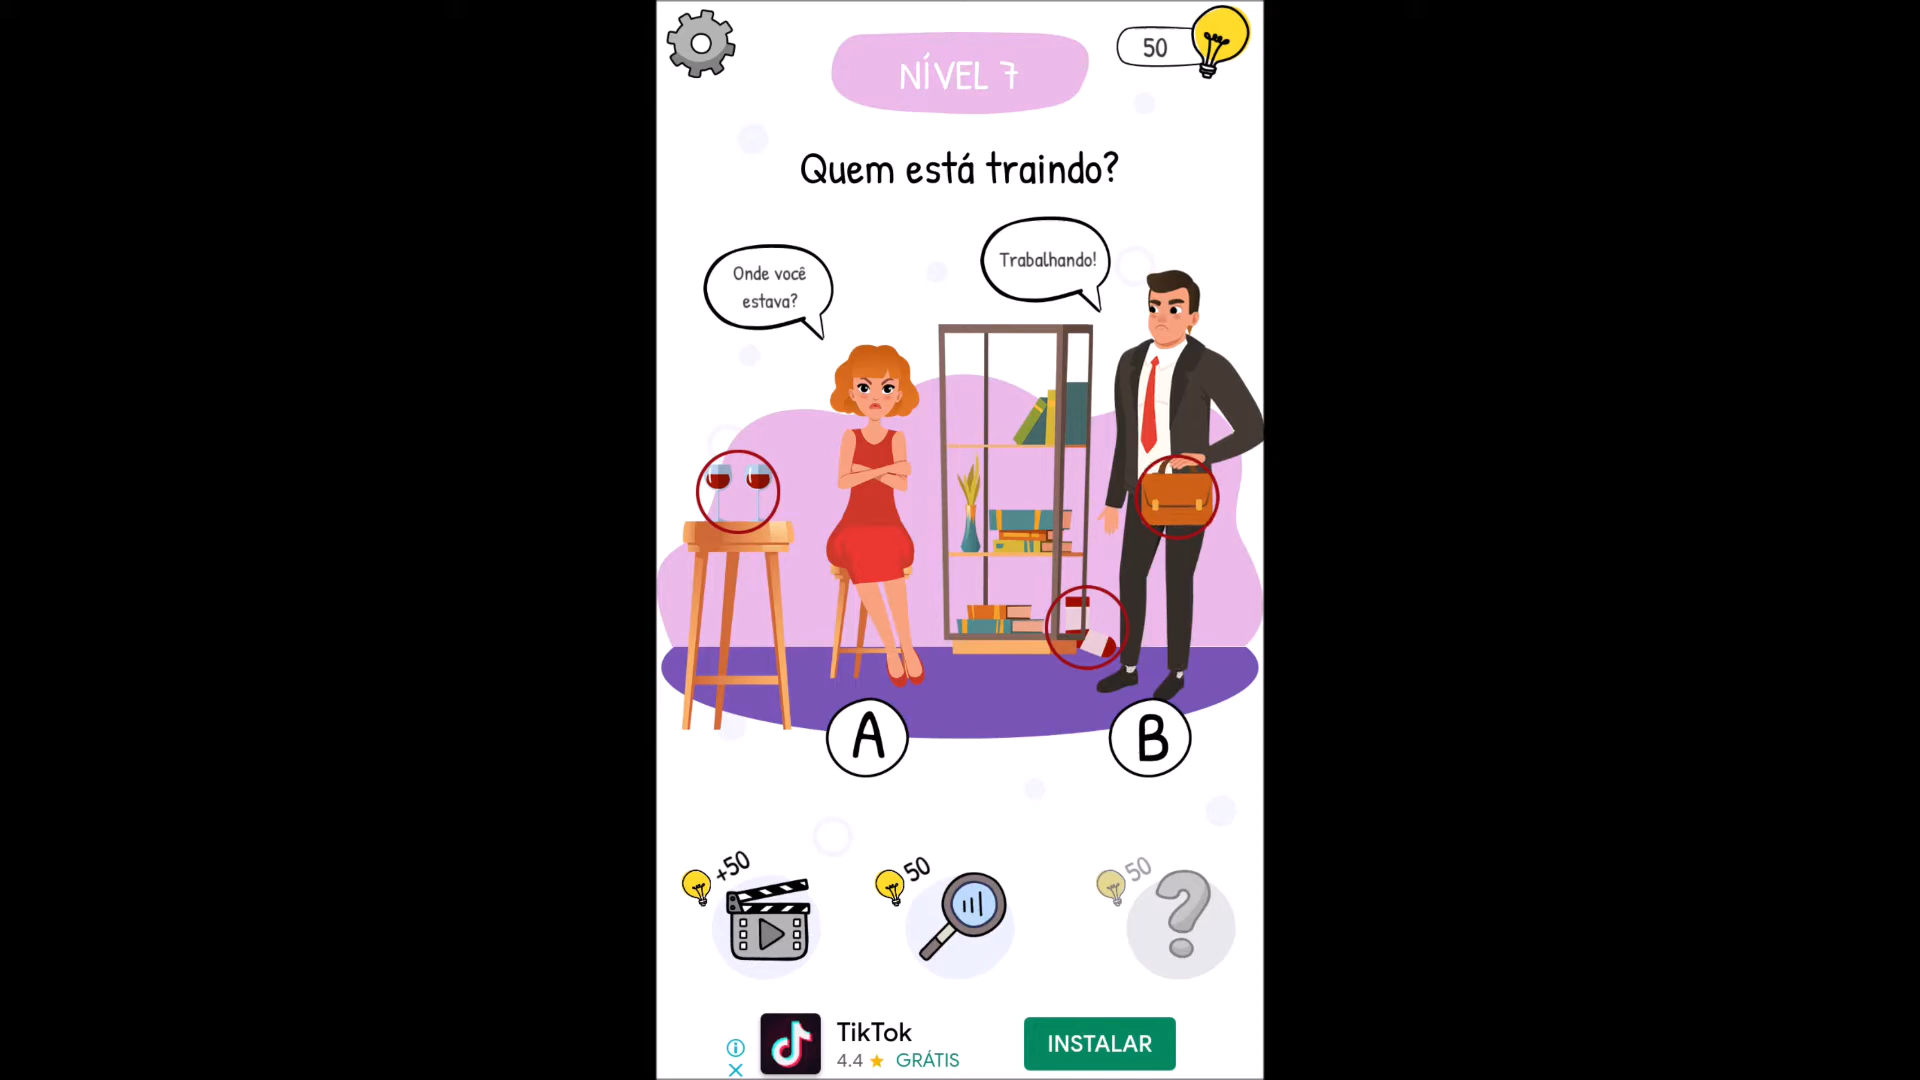 50
NÍVEL 7
Quem está traindo?
Trabalhando!
Onde você
estava?
A
B
+50
50
50
?
TikTok
4.4 ★ GRÁTIS
INSTALAR